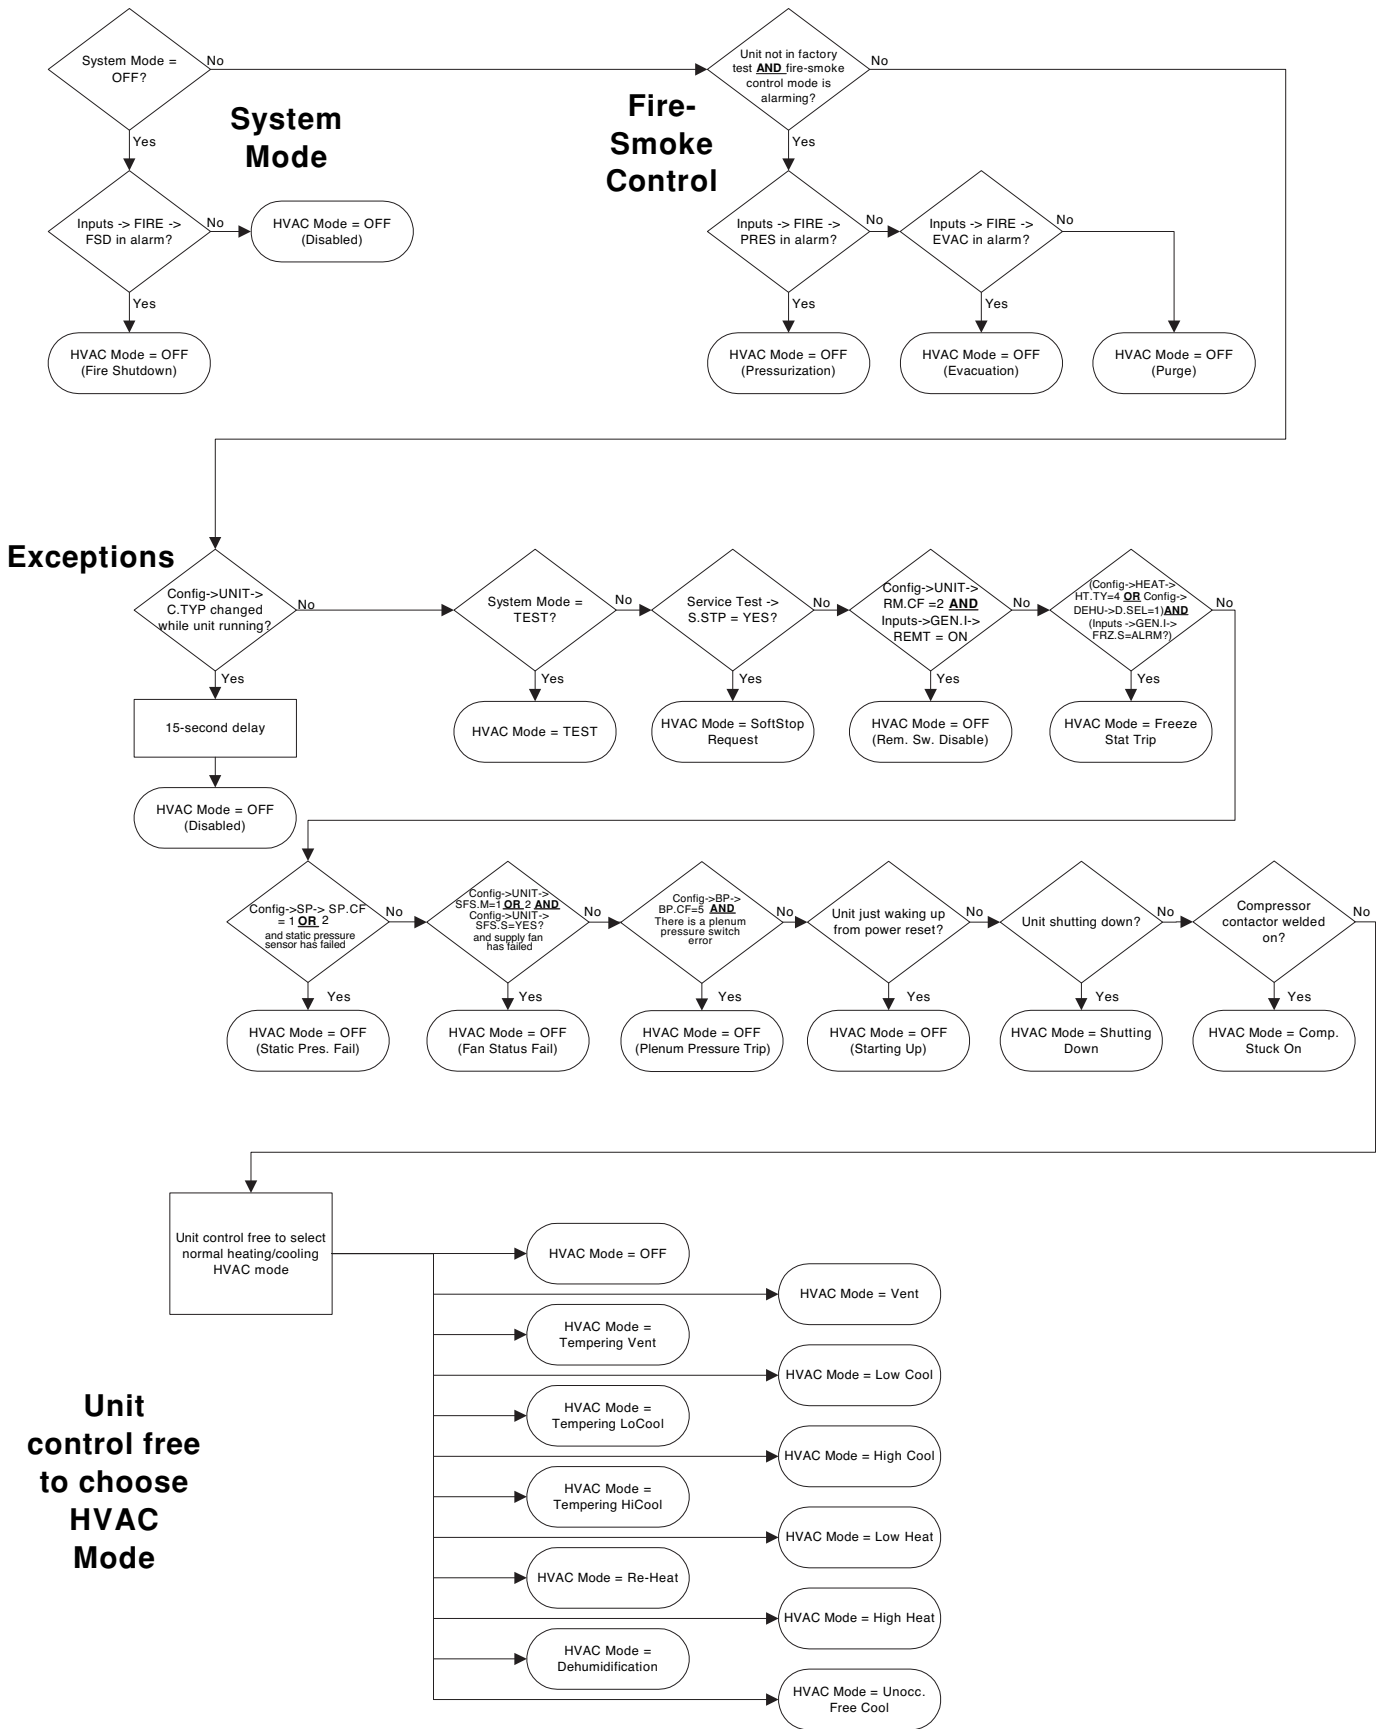 System Mode =
OFF?
No
Yes
System
Mode
Inputs -> FIRE ->
FSD in alarm?
No
HVAC Mode = OFF
(Disabled)
Yes
HVAC Mode = OFF
(Fire Shutdown)
Unit not in factory
test AND fire-smoke
control mode is
alarming?
No
Yes
Fire-
Smoke
Control
Inputs -> FIRE ->
PRES in alarm?
No
Inputs -> FIRE ->
EVAC in alarm?
No
Yes
Yes
HVAC Mode = OFF
(Pressurization)
HVAC Mode = OFF
(Evacuation)
HVAC Mode = OFF
(Purge)
Exceptions
Config->UNIT->
C.TYP changed
while unit running?
No
Yes
15-second delay
HVAC Mode = OFF
(Disabled)
System Mode =
TEST?
No
Yes
HVAC Mode = TEST
Service Test ->
S.STP = YES?
No
Yes
HVAC Mode = SoftStop
Request
Config->UNIT->
RM.CF =2 AND
Inputs->GEN.I->
REMT = ON
No
Yes
HVAC Mode = OFF
(Rem. Sw. Disable)
(Config->HEAT->
HT.TY=4 OR Config->
DEHU->D.SEL=1)AND
(Inputs ->GEN.I->
FRZ.S=ALRM?)
No
Yes
HVAC Mode = Freeze
Stat Trip
Config->SP-> SP.CF
= 1 OR 2
and static pressure
sensor has failed
No
Yes
HVAC Mode = OFF
(Static Pres. Fail)
Config->UNIT->
SFS.M=1 OR 2 AND
Config->UNIT->
SFS.S=YES?
and supply fan
has failed
No
Yes
HVAC Mode = OFF
(Fan Status Fail)
Config->BP->
BP.CF=5 AND
There is a plenum
pressure switch
error
No
Yes
HVAC Mode = OFF
(Plenum Pressure Trip)
Unit just waking up
from power reset?
No
Yes
HVAC Mode = OFF
(Starting Up)
Unit shutting down?
No
Yes
HVAC Mode = Shutting
Down
Compressor
contactor welded
on?
No
Yes
HVAC Mode = Comp.
Stuck On
Unit control free to select
normal heating/cooling
HVAC mode
HVAC Mode = OFF
HVAC Mode = Vent
HVAC Mode =
Tempering Vent
HVAC Mode = Low Cool
HVAC Mode =
Tempering LoCool
HVAC Mode = High Cool
HVAC Mode =
Tempering HiCool
HVAC Mode = Low Heat
HVAC Mode = Re-Heat
HVAC Mode = High Heat
HVAC Mode =
Dehumidification
HVAC Mode = Unocc.
Free Cool
Unit
control free
to choose
HVAC
Mode